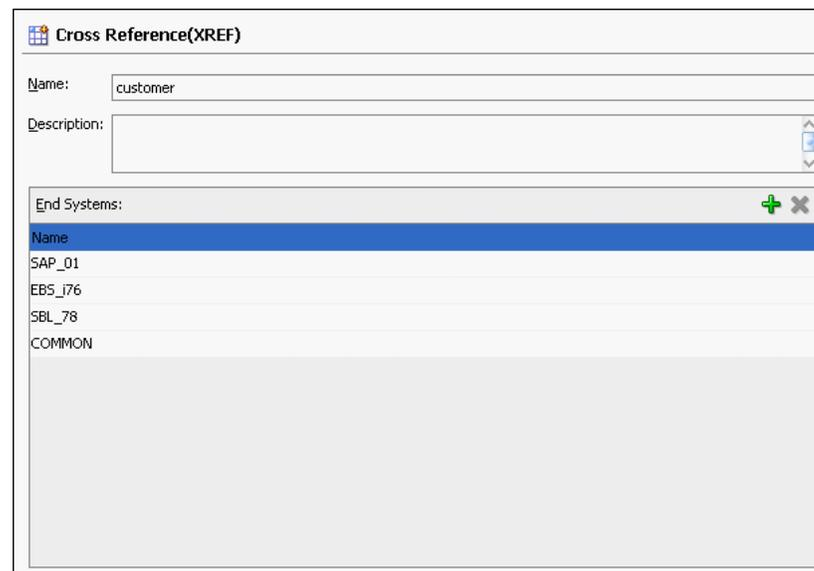 Cross Reference(XREF)
Name: customer
Description:
End Systems:
Name
SAP_01
EBS_i76
SBL_78
COMMON